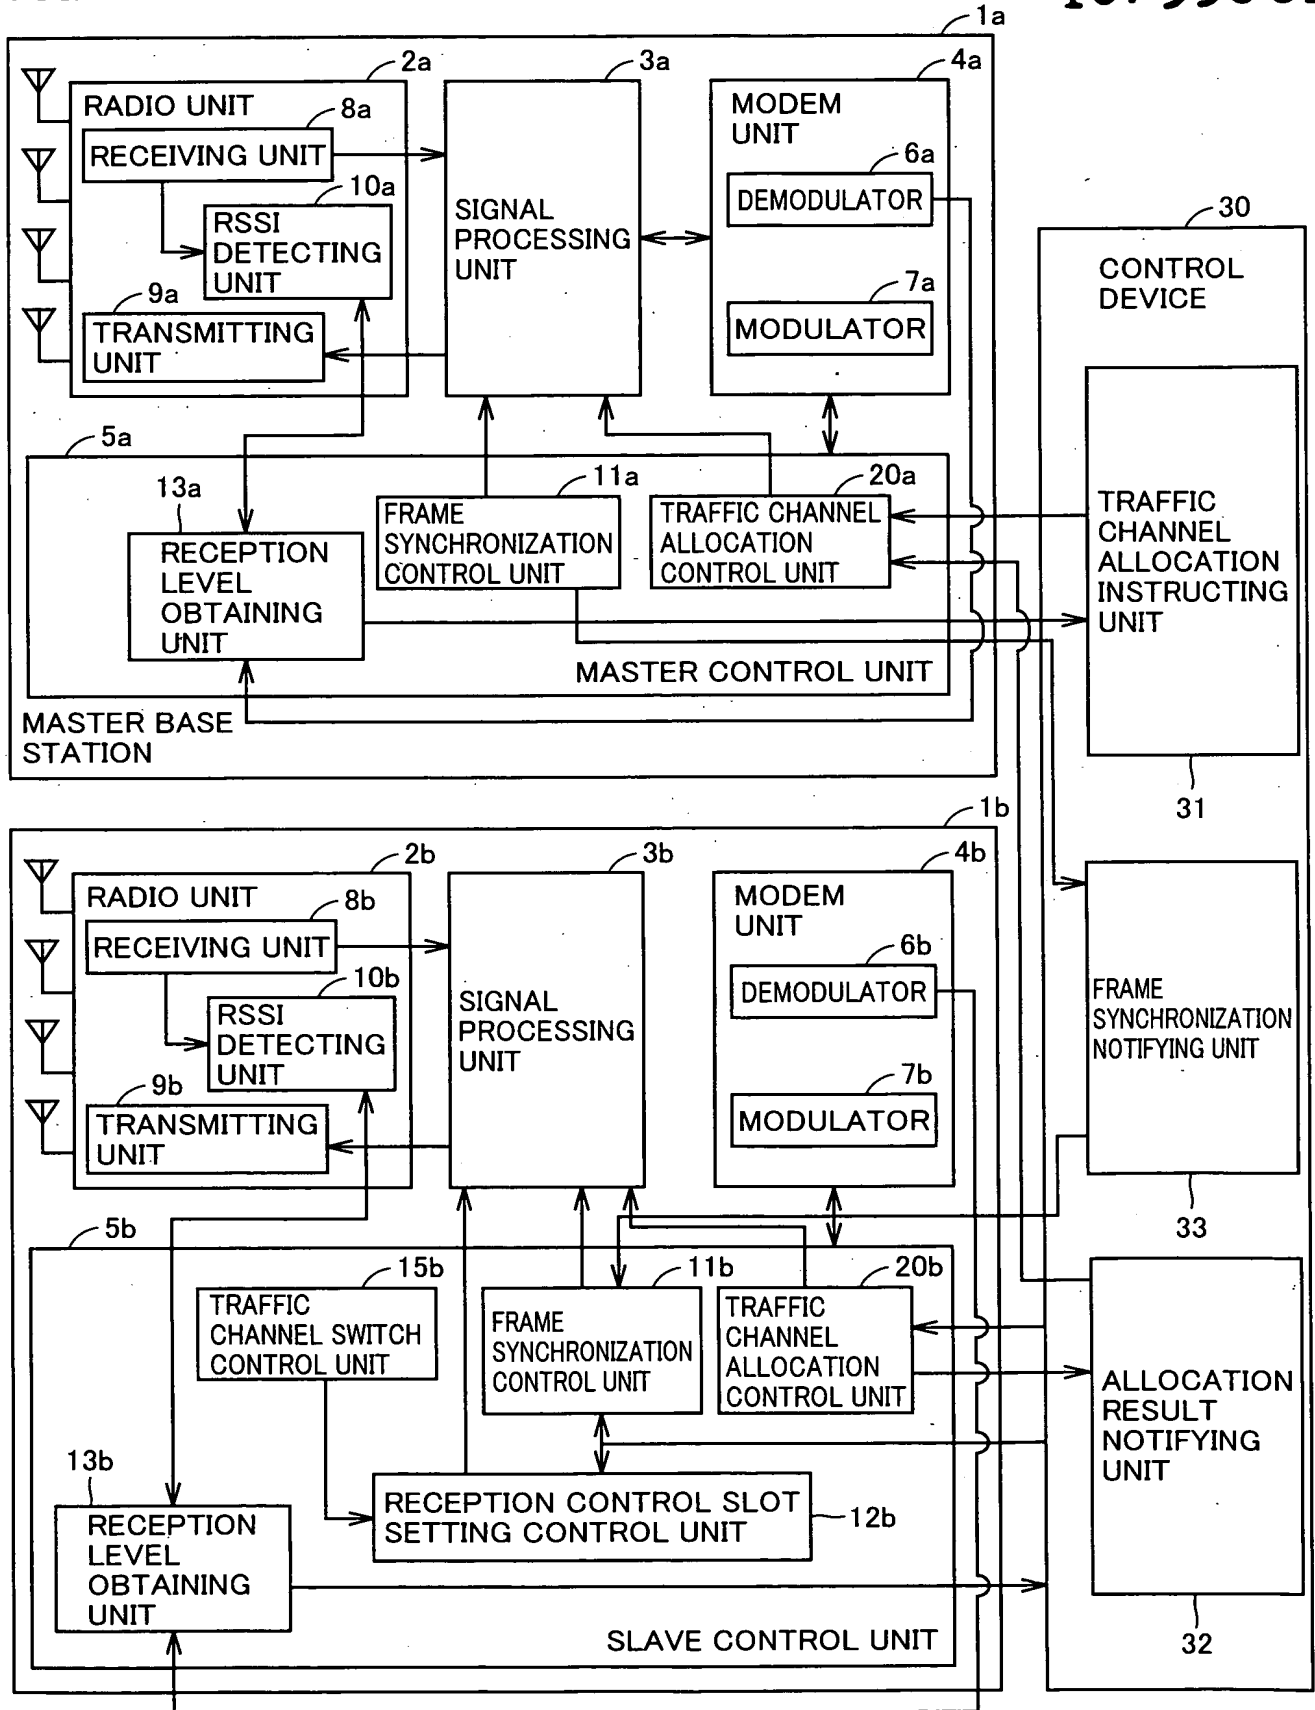 1a
2a
3a
4a
RADIO UNIT
8a
RECEIVING UNIT
10a
RSSI
DETECTING
UNIT
9a
TRANSMITTING
UNIT
SIGNAL
PROCESSING
UNIT
MODEM
UNIT
6a
DEMODULATOR
7a
MODULATOR
30
CONTROL
DEVICE
5a
13a
RECEPTION
LEVEL
OBTAINING
UNIT
11a
FRAME
SYNCHRONIZATION
CONTROL UNIT
20a
TRAFFIC CHANNEL
ALLOCATION
CONTROL UNIT
TRAFFIC
CHANNEL
ALLOCATION
INSTRUCTING
UNIT
MASTER CONTROL UNIT
MASTER BASE
STATION
31
1b
2b
3b
4b
RADIO UNIT
8b
RECEIVING UNIT
10b
RSSI
DETECTING
UNIT
9b
TRANSMITTING
UNIT
SIGNAL
PROCESSING
UNIT
MODEM
UNIT
6b
DEMODULATOR
7b
MODULATOR
FRAME
SYNCHRONIZATION
NOTIFYING UNIT
33
5b
15b
TRAFFIC
CHANNEL SWITCH
CONTROL UNIT
11b
FRAME
SYNCHRONIZATION
CONTROL UNIT
20b
TRAFFIC
CHANNEL
ALLOCATION
CONTROL UNIT
ALLOCATION
RESULT
NOTIFYING
UNIT
13b
RECEPTION
LEVEL
OBTAINING
UNIT
RECEPTION CONTROL SLOT
SETTING CONTROL UNIT
12b
SLAVE CONTROL UNIT
32